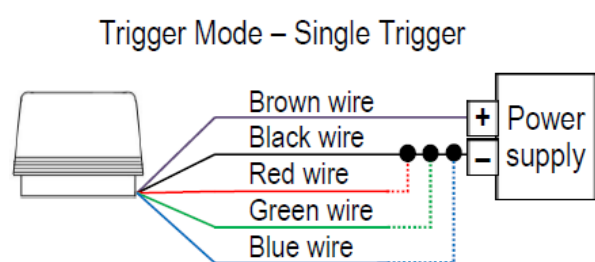 Trigger Mode – Single Trigger
Brown wire
Black wire
Red wire
Green wire
Blue wire
+
–
Power
supply